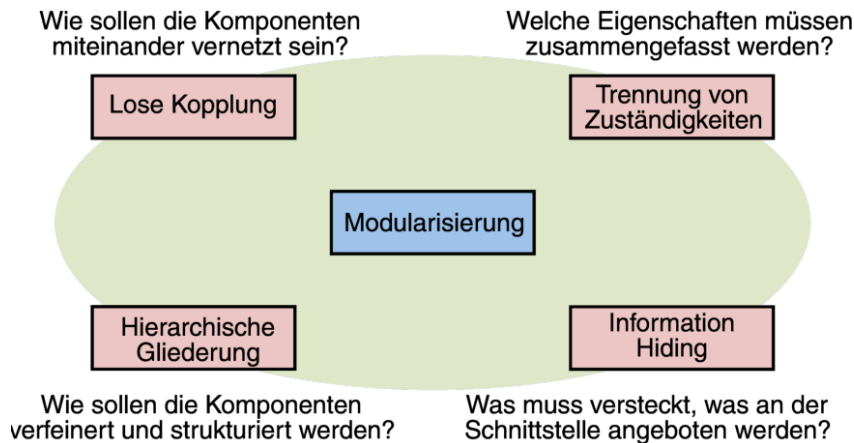 Wie sollen die Komponenten
miteinander vernetzt sein?
Welche Eigenschaften müssen
zusammengefasst werden?
Lose Kopplung
Trennung von
Zuständigkeiten
Modularisierung
Hierarchische
Gliederung
Information
Hiding
Wie sollen die Komponenten
verfeinert und strukturiert werden?
Was muss versteckt, was an der
Schnittstelle angeboten werden?